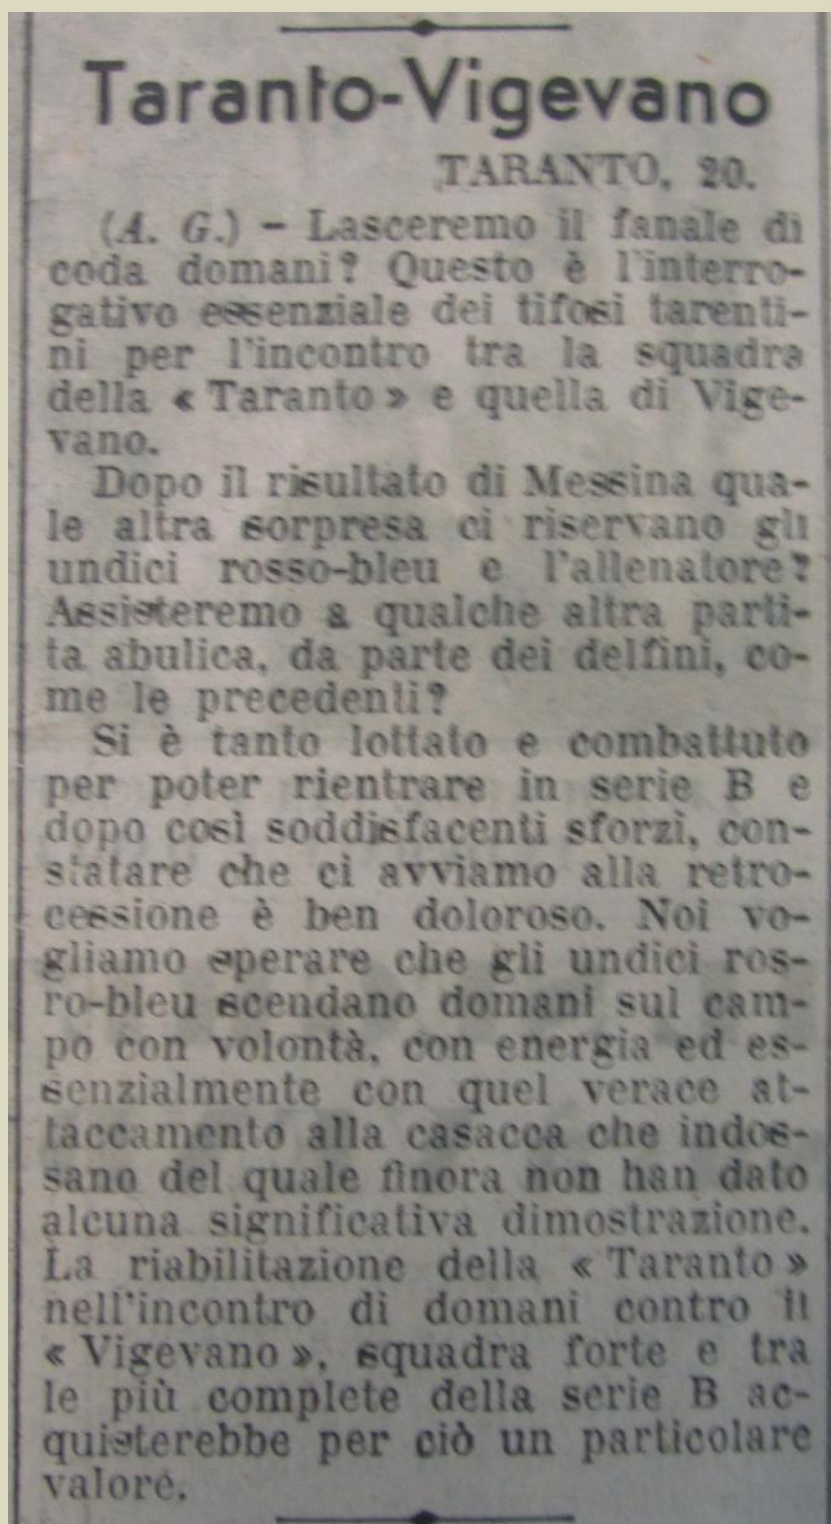 Taranto-Vigevano
TARANTO, 20.
(A. G.) - Lasceremo il fanale di
coda domani? Questo è l'interro-
gativo essenziale dei tifosi tarenti-
ni per l'incontro tra la squadra
della « Taranto » e quella di Vige-
vano.
Dopo il risultato di Messina qua-
le altra sorpresa ci riservano gli
undici rosso-bleu e l'allenatore?
Assisteremo a qualche altra parti-
ta abulica, da parte dei delfini, co-
me le precedenti?
Si è tanto lottato e combattuto
per poter rientrare in serie B e
dopo così soddisfacenti sforzi, con-
statare che ci avviamo alla retro-
cessione è ben doloroso. Noi vo-
gliamo sperare che gli undici ros-
ro-bleu scendano domani sul cam-
po con volontà, con energia ed es-
senzialmente con quel verace at-
taccamento alla casacca che indos-
sano del quale finora non han dato
alcuna significativa dimostrazione.
La riabilitazione della « Taranto »
nell'incontro di domani contro il
« Vigevano », squadra forte e tra
le più complete della serie B ac-
quisterebbe per ciò un particolare
valore.